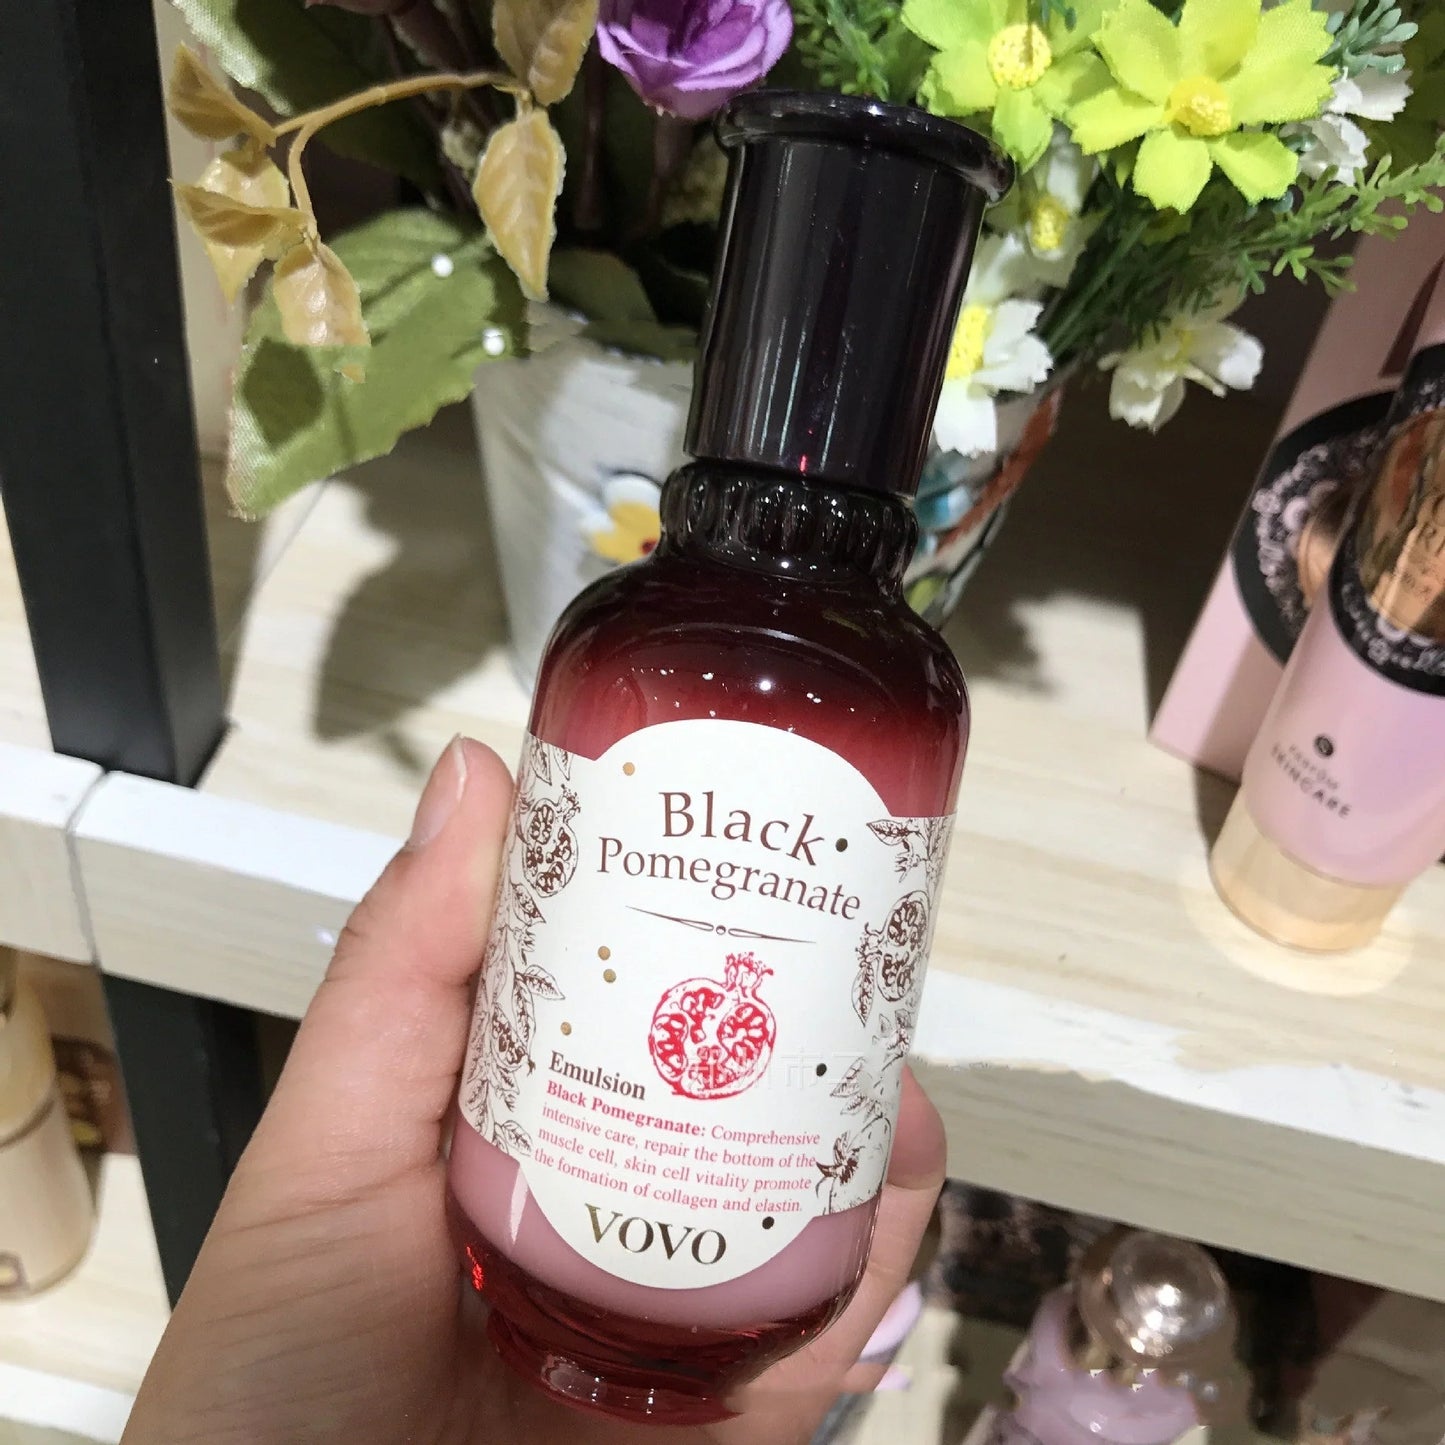 Black
Pomegranate
Emulsion
Black Pomegranate: Comprehensive
intensive care, repair the bottom of the
muscle cell, skin cell vitality promote
the formation of collagen and elastin.
VOVO
SKINCARE